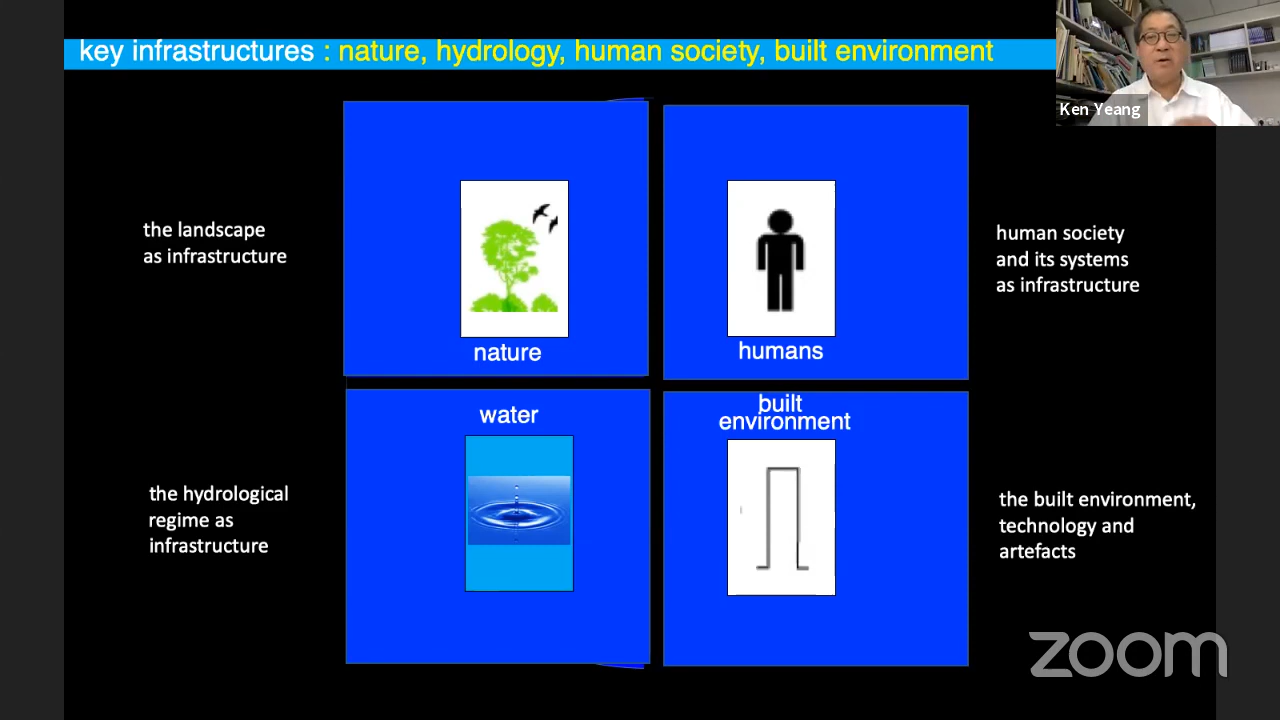 key infrastructures : nature, hydrology, human society, built environment
Ken Yeang
the landscape
as infrastructure
nature
humans
human society
and its systems
as infrastructure
the hydrological
regime as
infrastructure
water
built
environment
the built environment,
technology and
artefacts
zoom